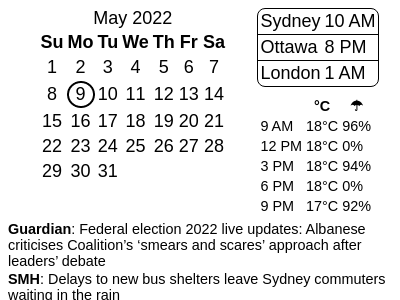 May 2022
Su Mo Tu We Th Fr Sa
1 2 3 4 5 6 7
8 9 10 11 12 13 14
15 16 17 18 19 20 21
22 23 24 25 26 27 28
29 30 31
Sydney 10 AM
Ottawa 8 PM
London 1 AM
°C ☂
9 AM 18°C 96%
12 PM 18°C 0%
3 PM 18°C 94%
6 PM 18°C 0%
9 PM 17°C 92%
Guardian: Federal election 2022 live updates: Albanese
criticises Coalition’s ‘smears and scares’ approach after
leaders’ debate
SMH: Delays to new bus shelters leave Sydney commuters
waiting in the rain